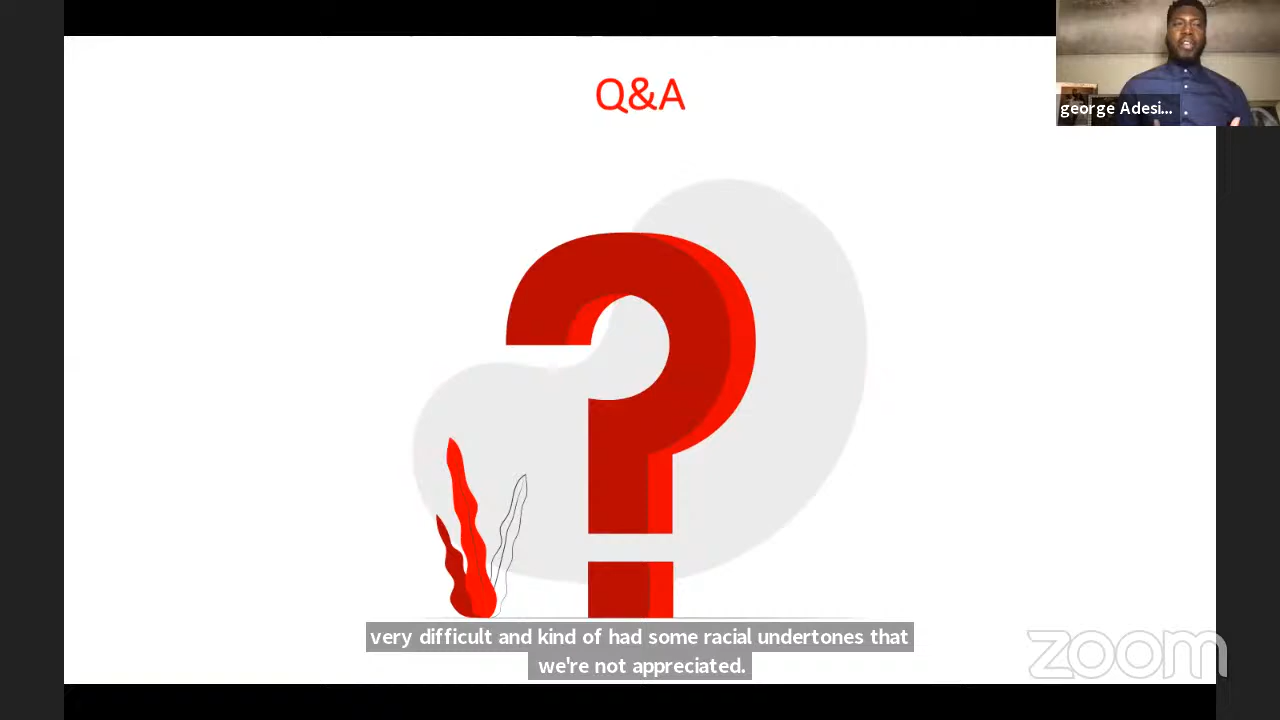 Q&A
george Adesi...
very difficult and kind of had some racial undertones that
we're not appreciated.
zoom